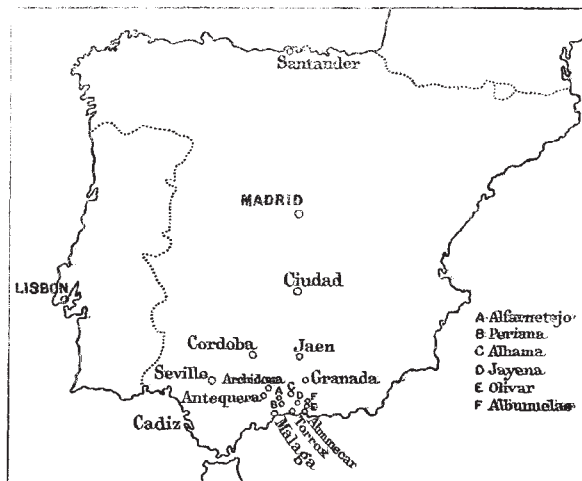 Santander
MADRID
Ciudad
LISBON
Cordoba
Jaen
Seville
Archidona
Granada
Antequera
Cadiz
A
B
C
D
E
F
Malaga
Torrox
Almunecar
A Alfarnetejo
B Periana
C Alhama
D Jayena
E Olivar
F Albunuelas